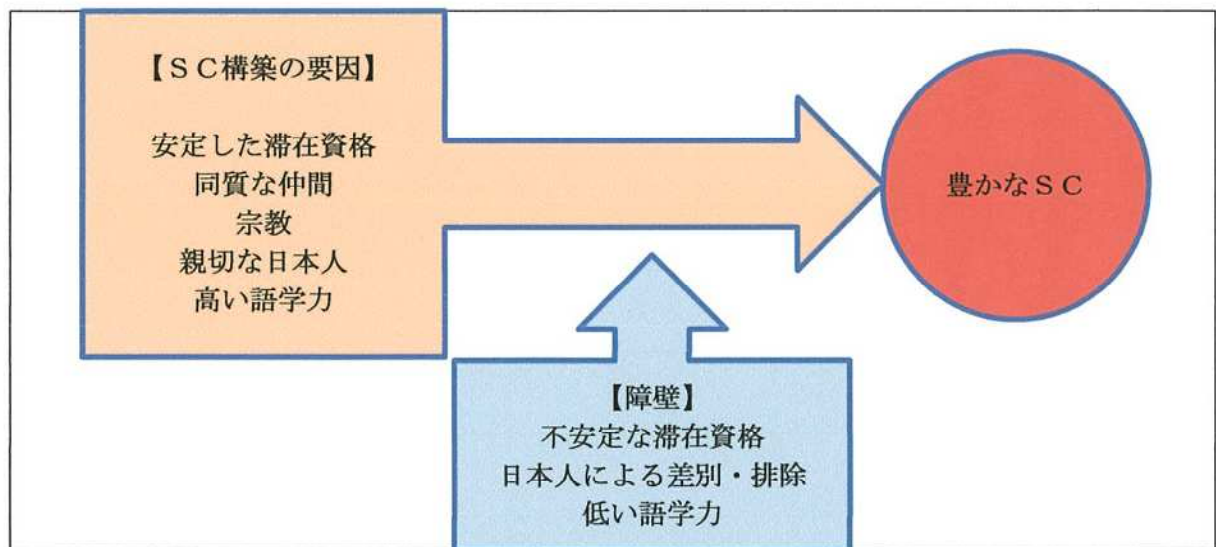 【ＳＣ構築の要因】
安定した滞在資格
同質な仲間
宗教
親切な日本人
高い語学力
豊かなＳＣ
【障壁】
不安定な滞在資格
日本人による差別・排除
低い語学力